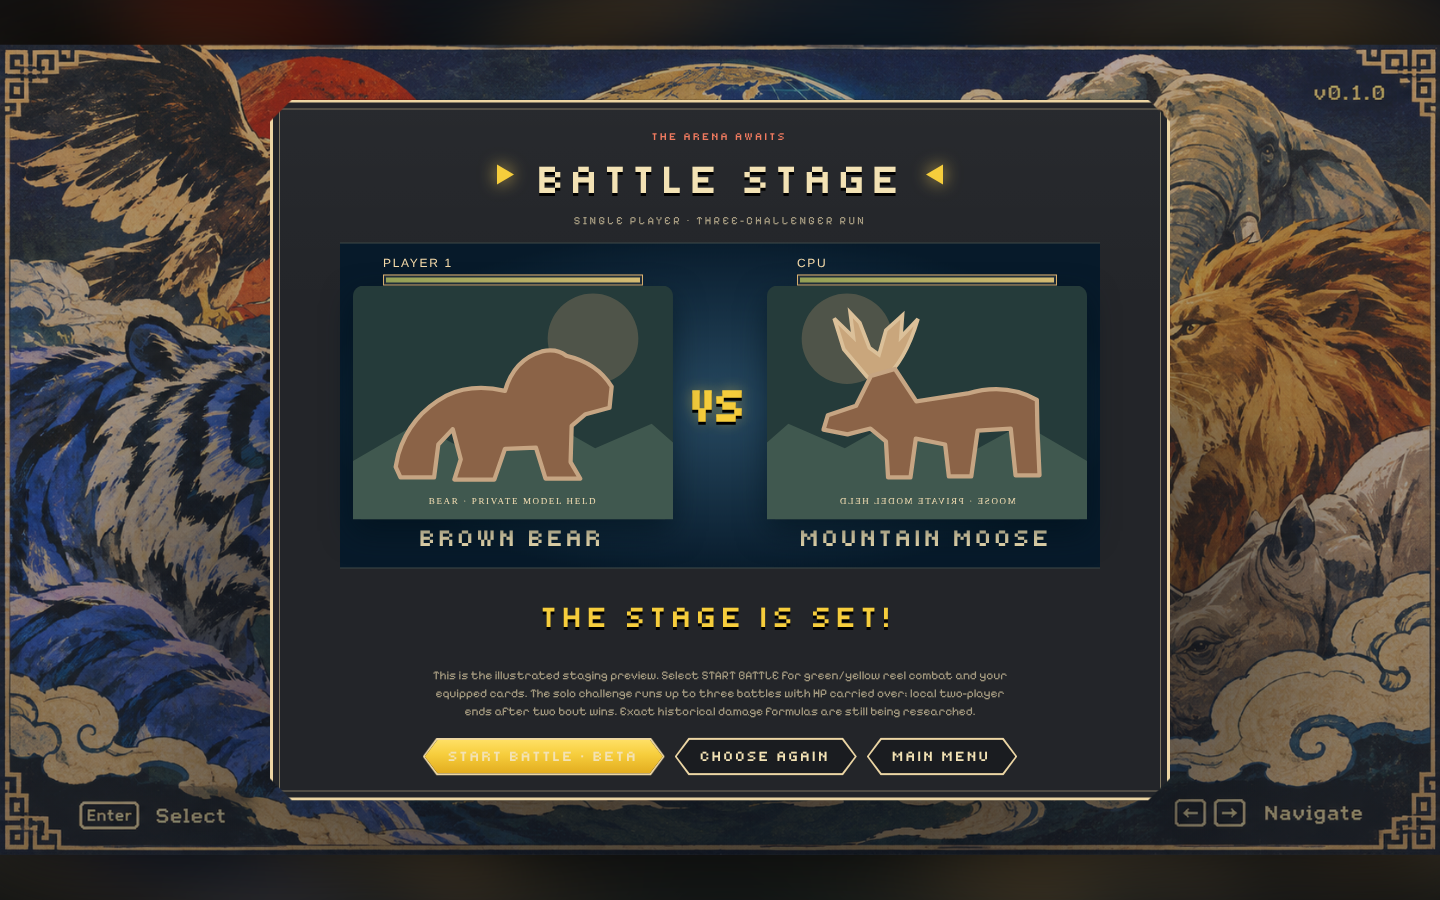 v0.1.0
THE ARENA AWAITS
BATTLE STAGE
SINGLE PLAYER · THREE-CHALLENGER RUN
PLAYER 1
CPU
VS
BEAR · PRIVATE MODEL HELD
MOOSE · PRIVATE MODEL HELD
BROWN BEAR
MOUNTAIN MOOSE
THE STAGE IS SET!
This is the illustrated staging preview. Select START BATTLE for green/yellow reel combat and your
equipped cards. The solo challenge runs up to three battles with HP carried over; local two-player
ends after two bout wins. Exact historical damage formulas are still being researched.
START BATTLE · BETA
CHOOSE AGAIN
MAIN MENU
Enter Select
← → Navigate